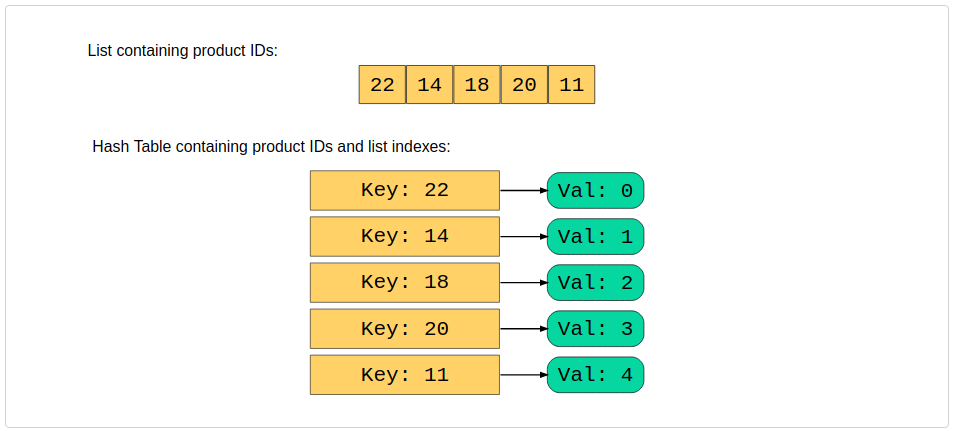 List containing product IDs:
22 14 18 20 11
Hash Table containing product IDs and list indexes:
Key: 22 Val: 0
Key: 14 Val: 1
Key: 18 Val: 2
Key: 20 Val: 3
Key: 11 Val: 4